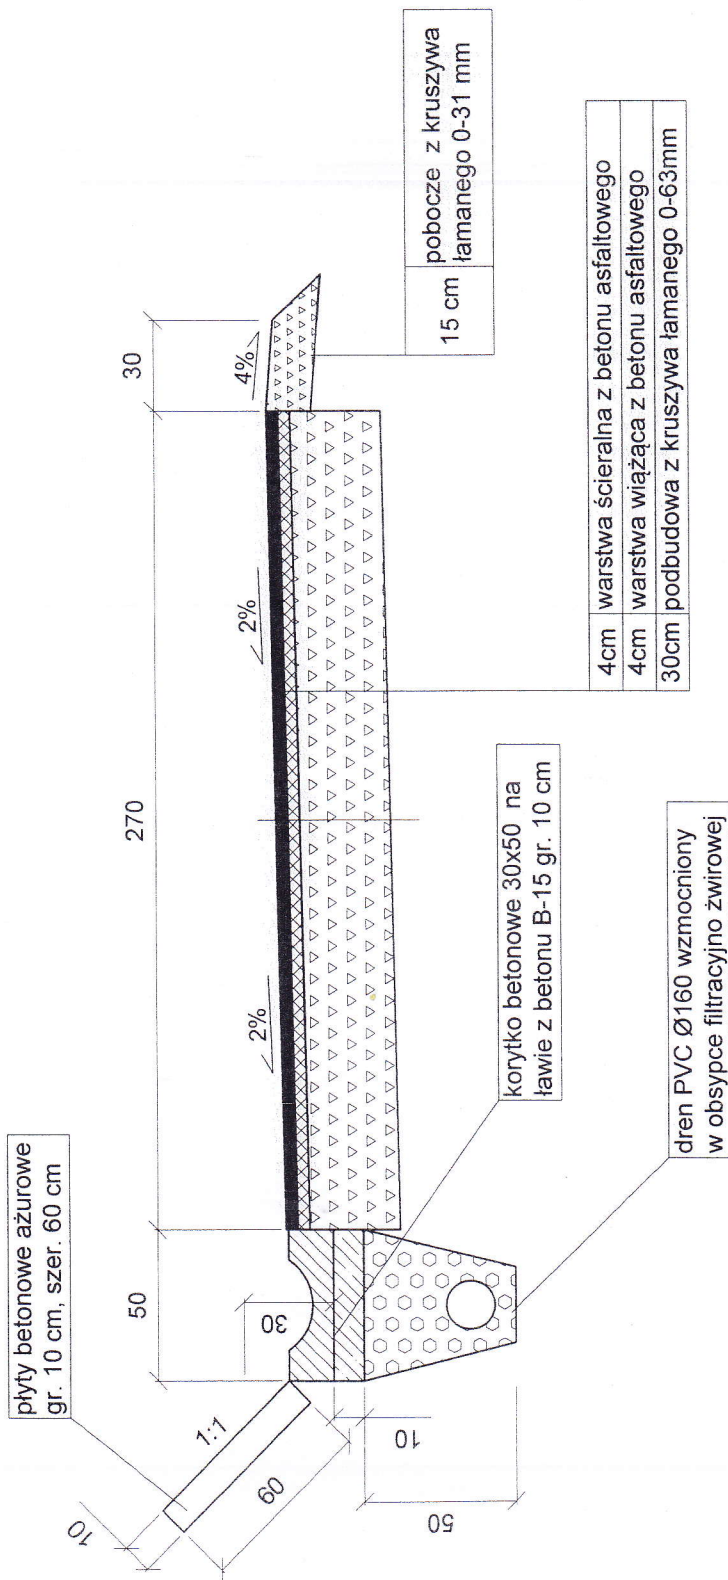 płyty betonowe ażurowe
gr. 10 cm, szer. 60 cm
10
1:1
60
50
30
10
50
270
30
2%
2%
4%
korytko betonowe 30x50 na
ławie z betonu B-15 gr. 10 cm
dren PVC Ø160 wzmocniony
w obsypce filtracyjno żwirowej
15 cm pobocze z kruszywa
łamanego 0-31 mm
4cm warstwa ścieralna z betonu asfaltowego
4cm warstwa wiążąca z betonu asfaltowego
30cm podbudowa z kruszywa łamanego 0-63mm